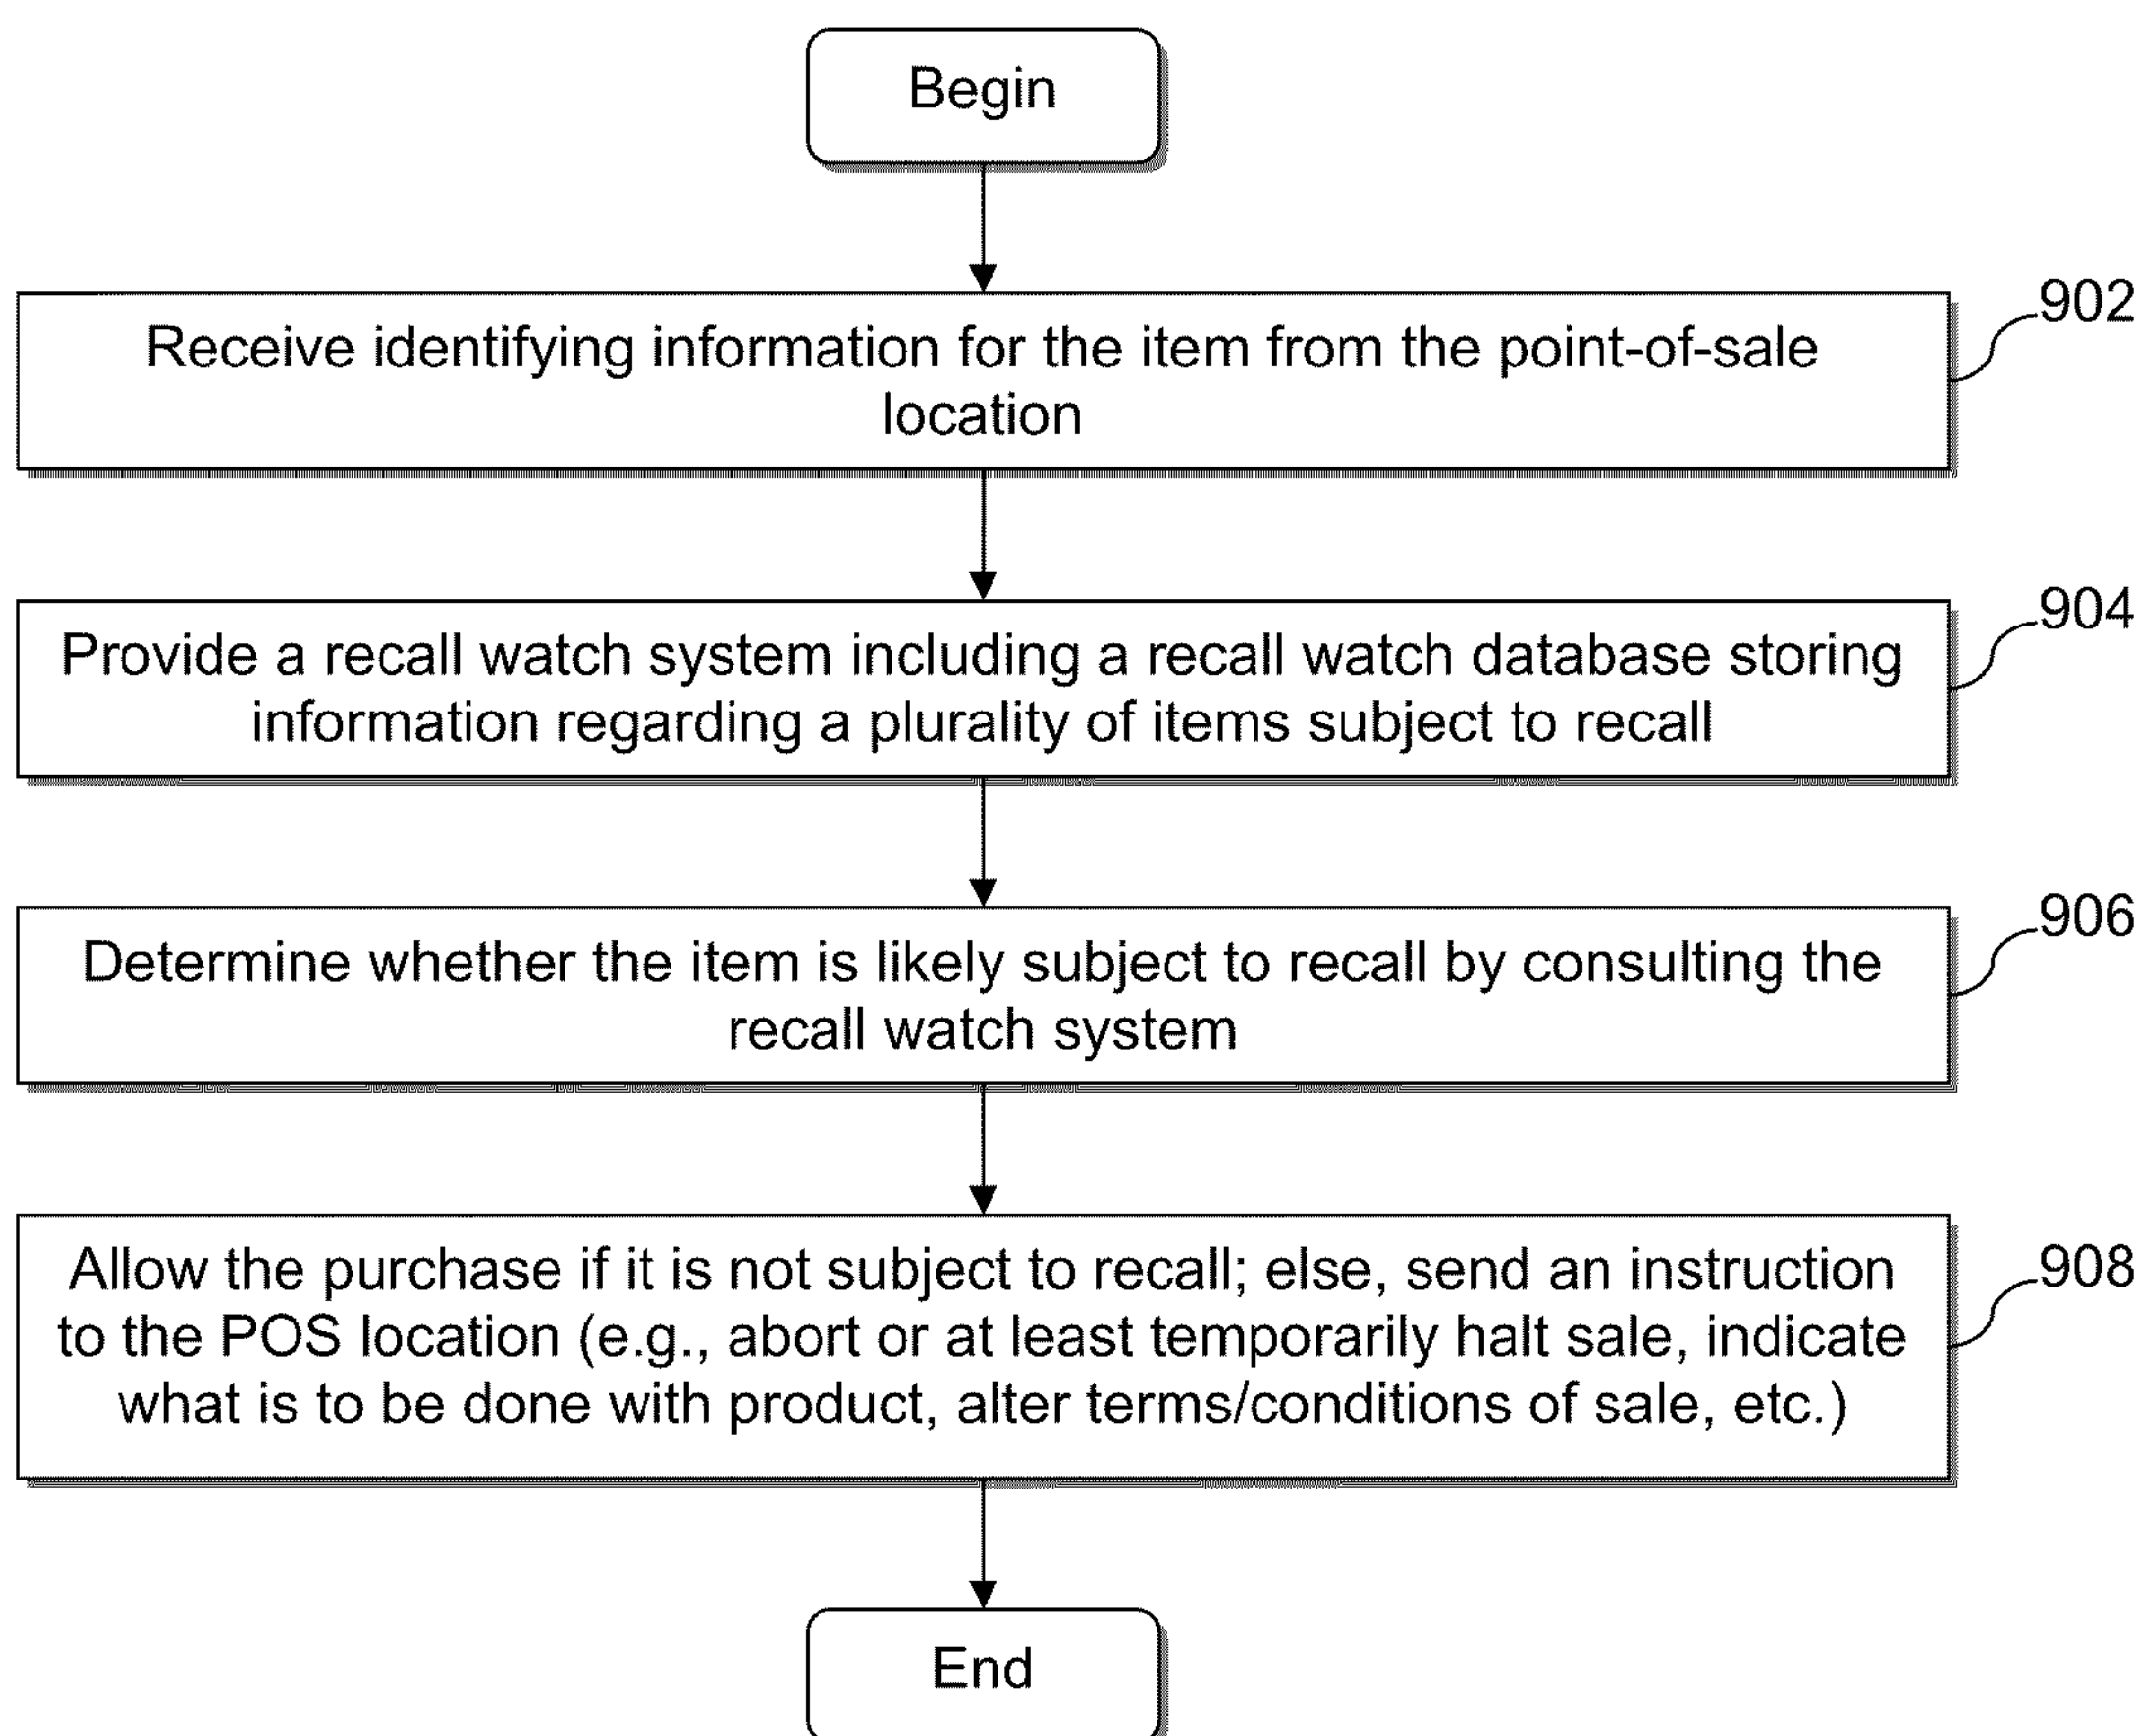 Begin
Receive identifying information for the item from the point-of-sale
location
902
Provide a recall watch system including a recall watch database storing
information regarding a plurality of items subject to recall
904
Determine whether the item is likely subject to recall by consulting the
recall watch system
906
Allow the purchase if it is not subject to recall; else, send an instruction
to the POS location (e.g., abort or at least temporarily halt sale, indicate
what is to be done with product, alter terms/conditions of sale, etc.)
908
End